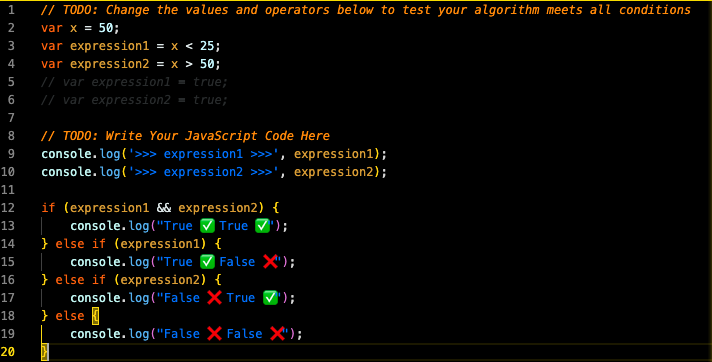 1 // TODO: Change the values and operators below to test your algorithm meets all conditions
2 var x = 50;
3 var expression1 = x < 25;
4 var expression2 = x > 50;
5 // var expression1 = true;
6 // var expression2 = true;
7
8 // TODO: Write Your JavaScript Code Here
9 console.log('>>> expression1 >>>', expression1);
10 console.log('>>> expression2 >>>', expression2);
11
12 if (expression1 && expression2) {
13 console.log("True ✅ True ✅");
14 } else if (expression1) {
15 console.log("True ✅ False ❌");
16 } else if (expression2) {
17 console.log("False ❌ True ✅");
18 } else {
19 console.log("False ❌ False ❌");
20 }